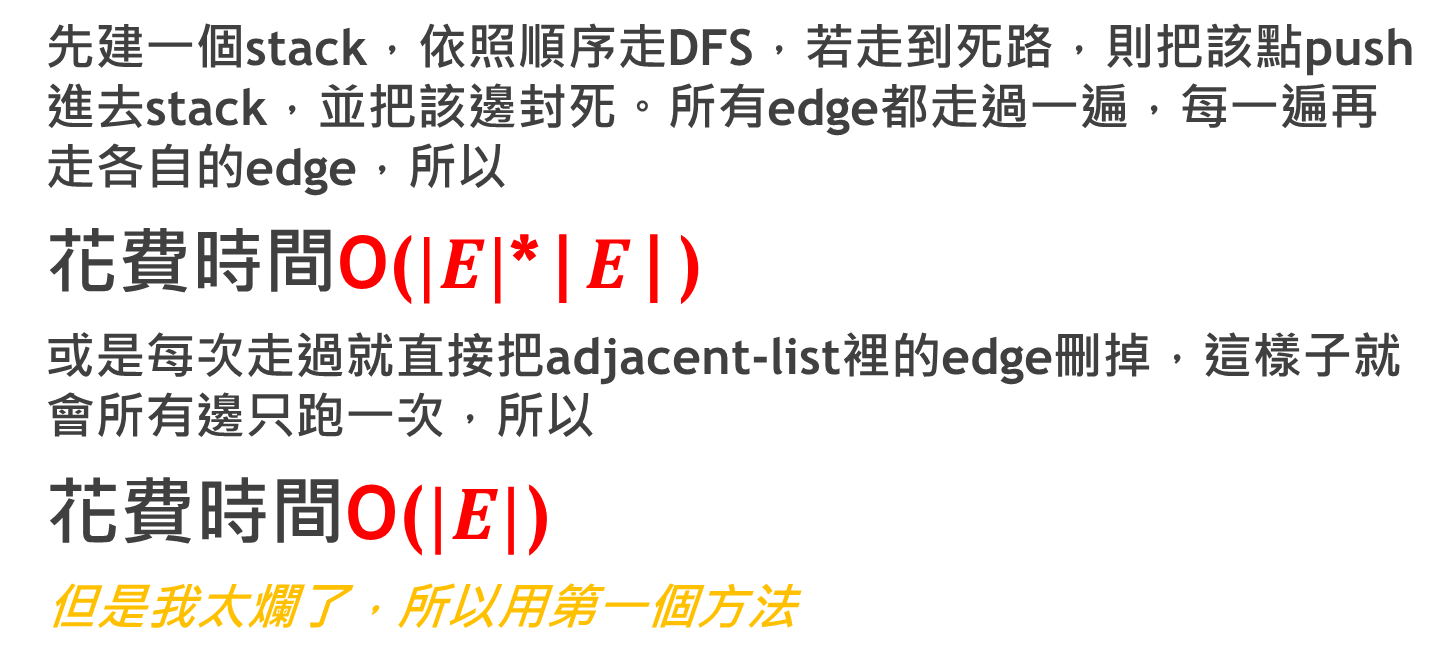 先建一個stack，依照順序走DFS，若走到死路，則把該點push
進去stack，並把該邊封死。所有edge都走過一遍，每一遍再
走各自的edge，所以
花費時間O(|E|*|E|)
或是每次走過就直接把adjacent-list裡的edge刪掉，這樣子就
會所有邊只跑一次，所以
花費時間O(|E|)
但是我太爛了，所以用第一個方法